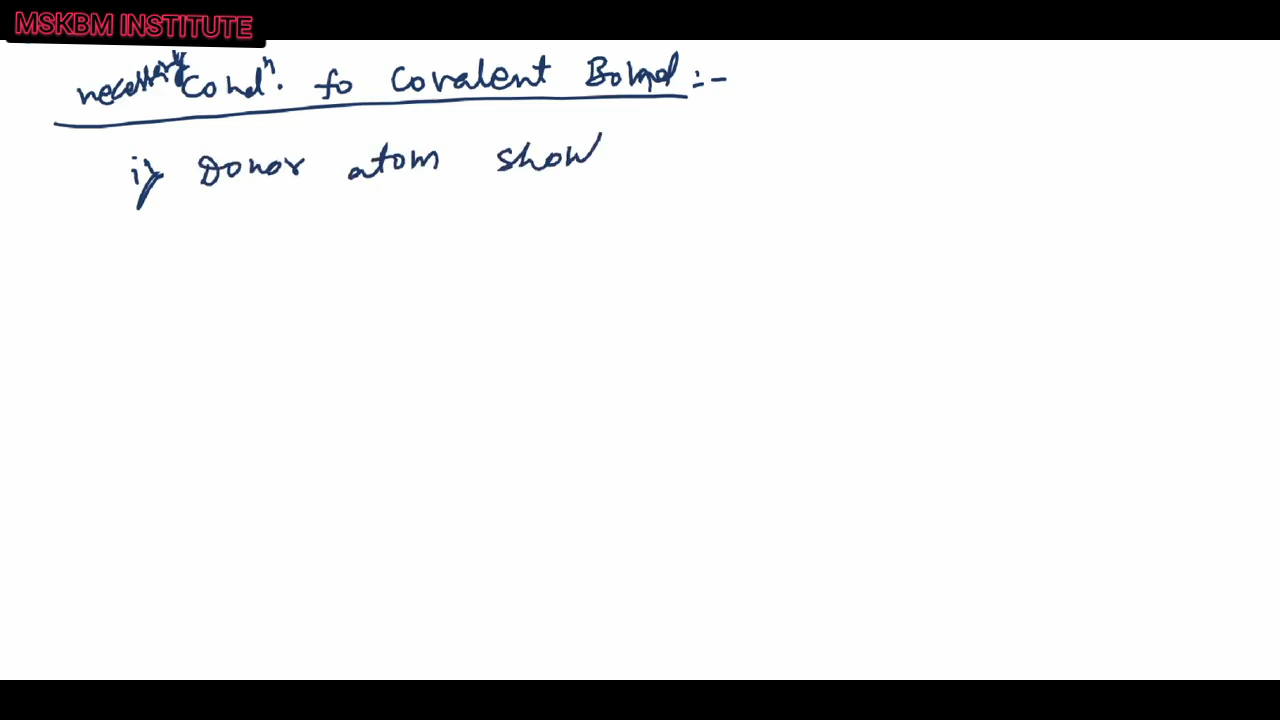 MSKBM INSTITUTE
necessary Condⁿ. fo Covalent Bond :-
i) Donor atom show